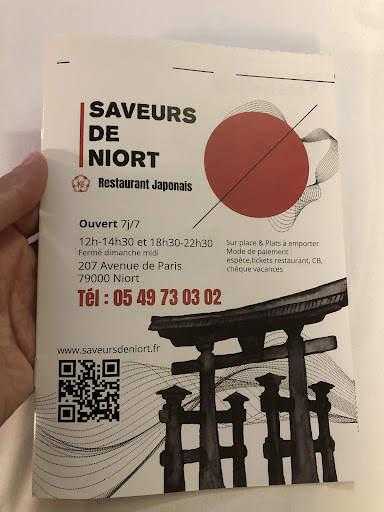 SAVEURS
DE
NIORT
Restaurant Japonais
Ouvert 7j/7
12h-14h30 et 18h30-22h30
Fermé dimanche midi
207 Avenue de Paris
79000 Niort
Tél : 05 49 73 03 02
Sur place & Plats à emporter
Mode de paiement :
espèce,tickets restaurant, CB,
chèque vacances
www.saveursdeniort.fr